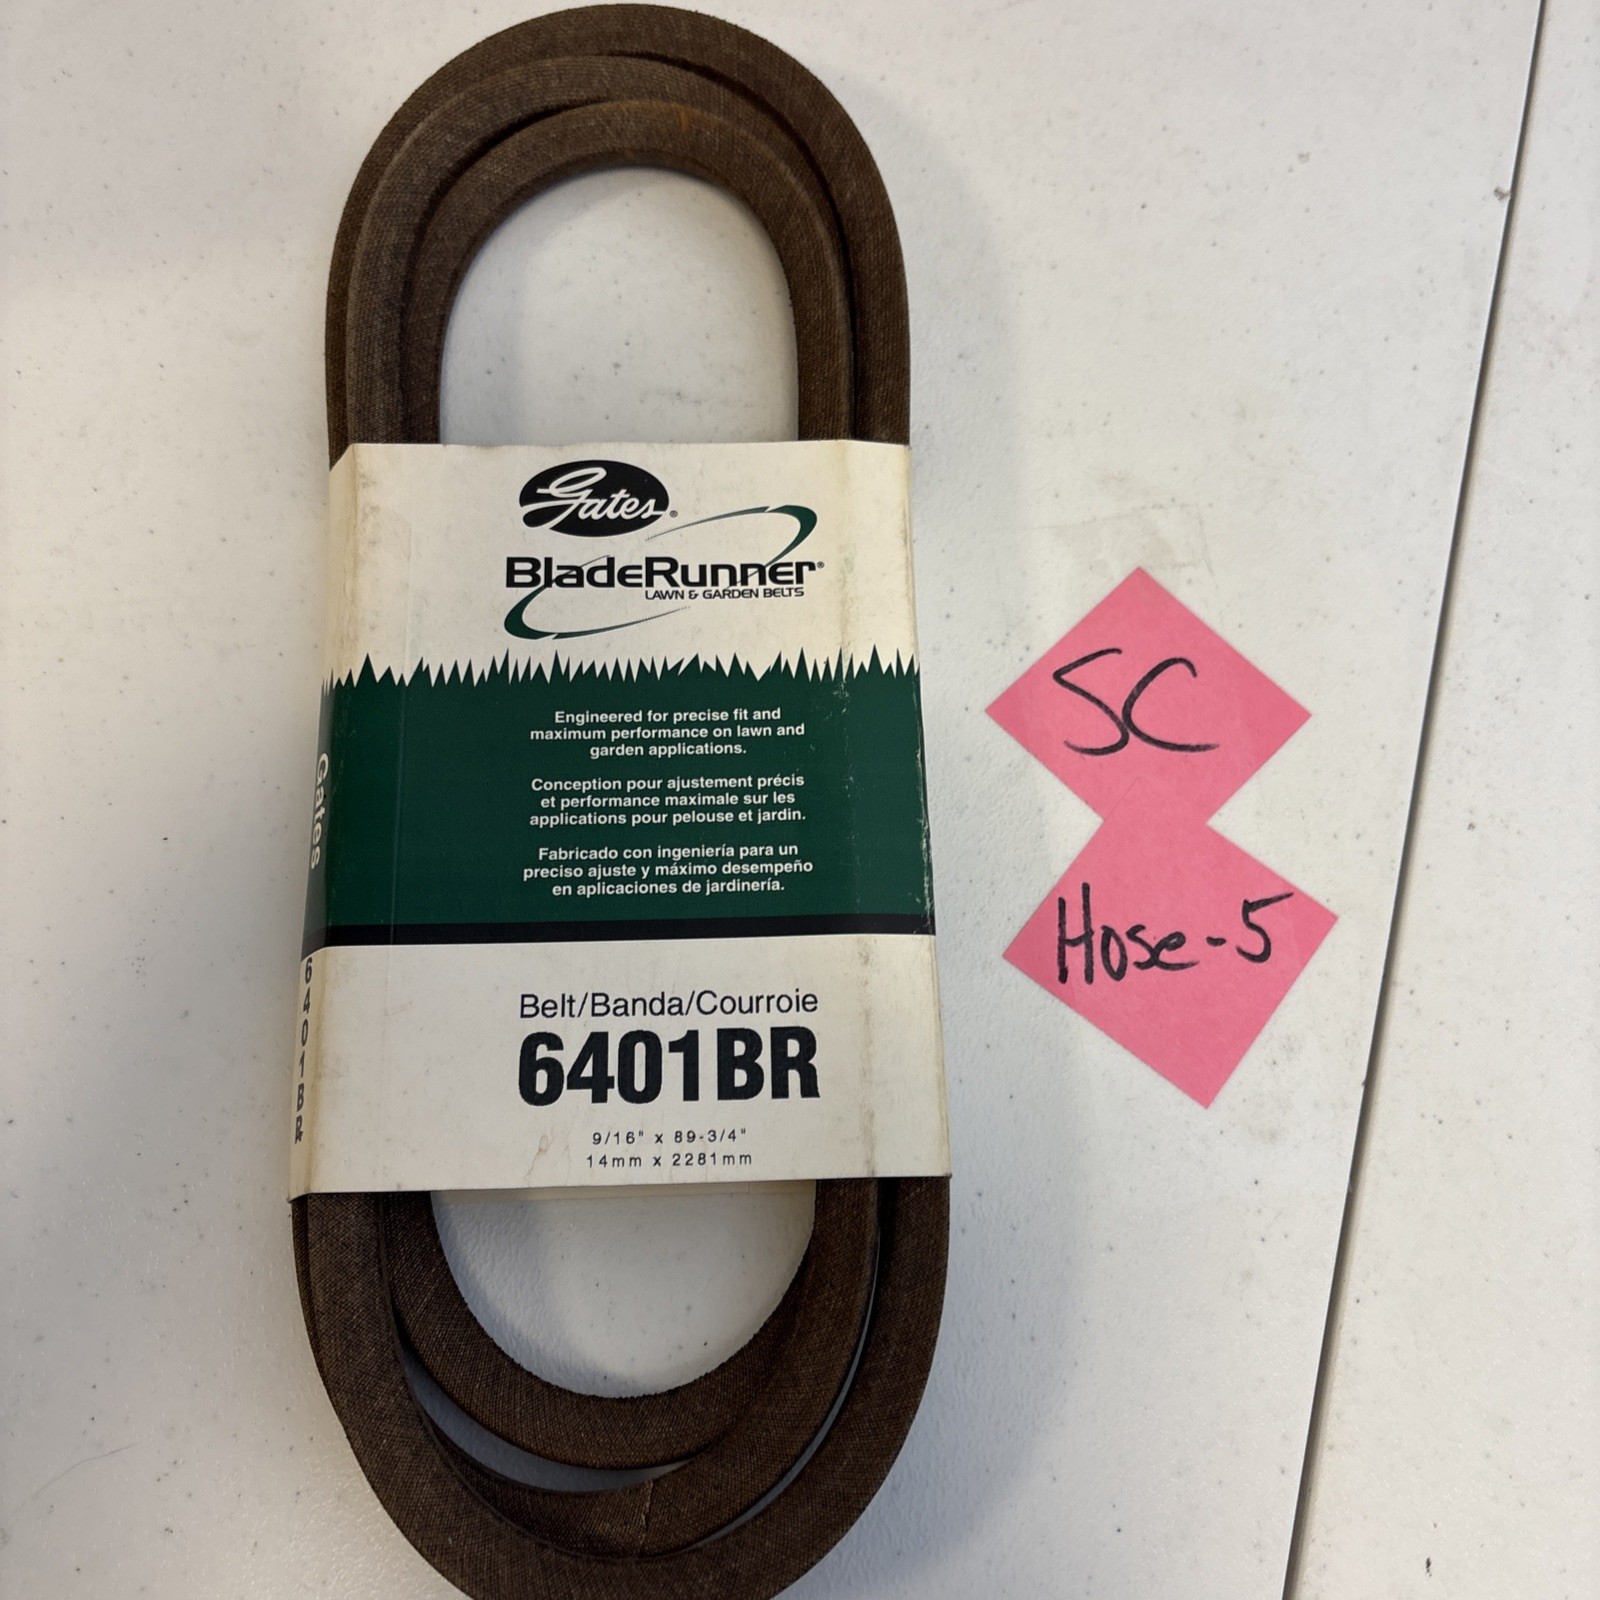 Gates®
BladeRunner®
LAWN & GARDEN BELTS
Engineered for precise fit and
maximum performance on lawn and
garden applications.
Conception pour ajustement précis
et performance maximale sur les
applications pour pelouse et jardin.
Fabricado con ingeniería para un
preciso ajuste y máximo desempeño
en aplicaciones de jardinería.
Belt/Banda/Courroie
6401BR
9/16" x 89-3/4"
14mm x 2281mm
Gates
6401BR
SC
Hose-5